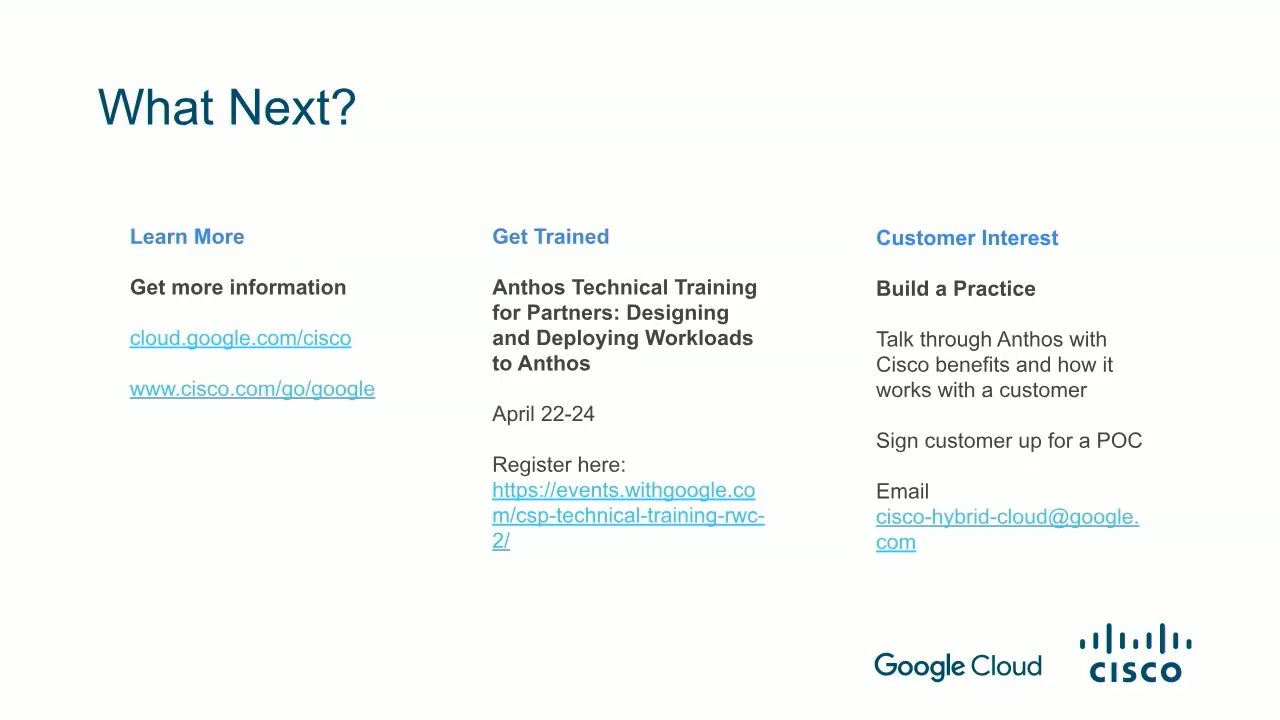 What Next?
Learn More
Get more information
cloud.google.com/cisco
www.cisco.com/go/google
Get Trained
Anthos Technical Training
for Partners: Designing
and Deploying Workloads
to Anthos
April 22-24
Register here:
https://events.withgoogle.co
m/csp-technical-training-rwc-
2/
Customer Interest
Build a Practice
Talk through Anthos with
Cisco benefits and how it
works with a customer
Sign customer up for a POC
Email
cisco-hybrid-cloud@google.
com
Google Cloud
CISCO